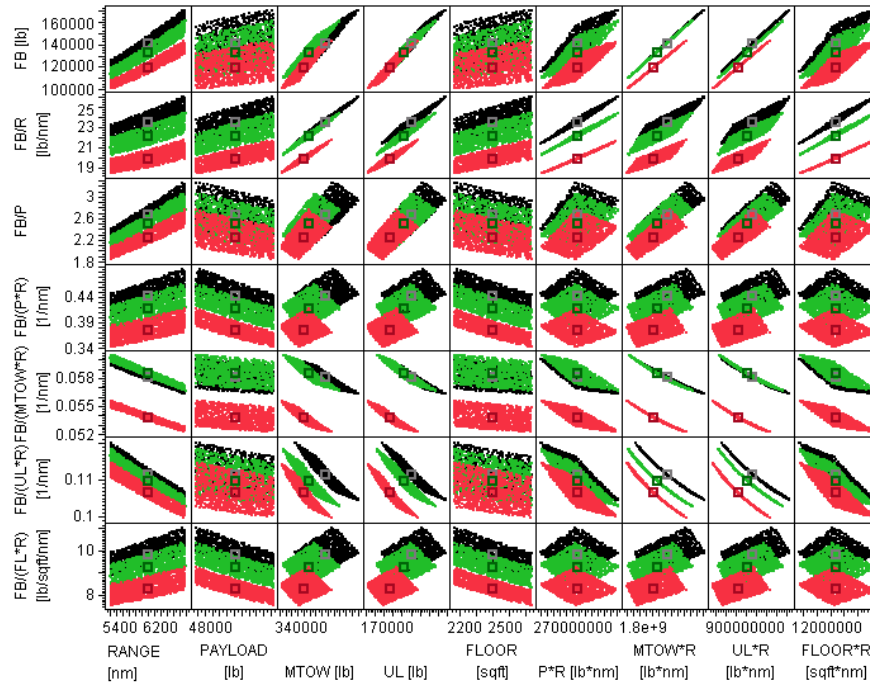 FB [lb]
160000
140000
120000
100000
FB/R
[lb/nm]
25
23
21
19
FB/P
3
2.6
2.2
1.8
FB/(P*R)
[1/nm]
0.44
0.39
0.34
FB/(MTOW*R)
[1/nm]
0.058
0.055
0.052
FB/(UL*R)
[1/nm]
0.11
0.1
FB/(FL*R)
[lb/sqft/nm]
10
8
5400 6200 48000 340000 170000 2200 2500 270000000 1.8e+9 900000000 12000000
RANGE PAYLOAD FLOOR MTOW*R UL*R FLOOR*R
[nm] [lb] MTOW [lb] UL [lb] [sqft] P*R [lb*nm] [lb*nm] [lb*nm] [sqft*nm]